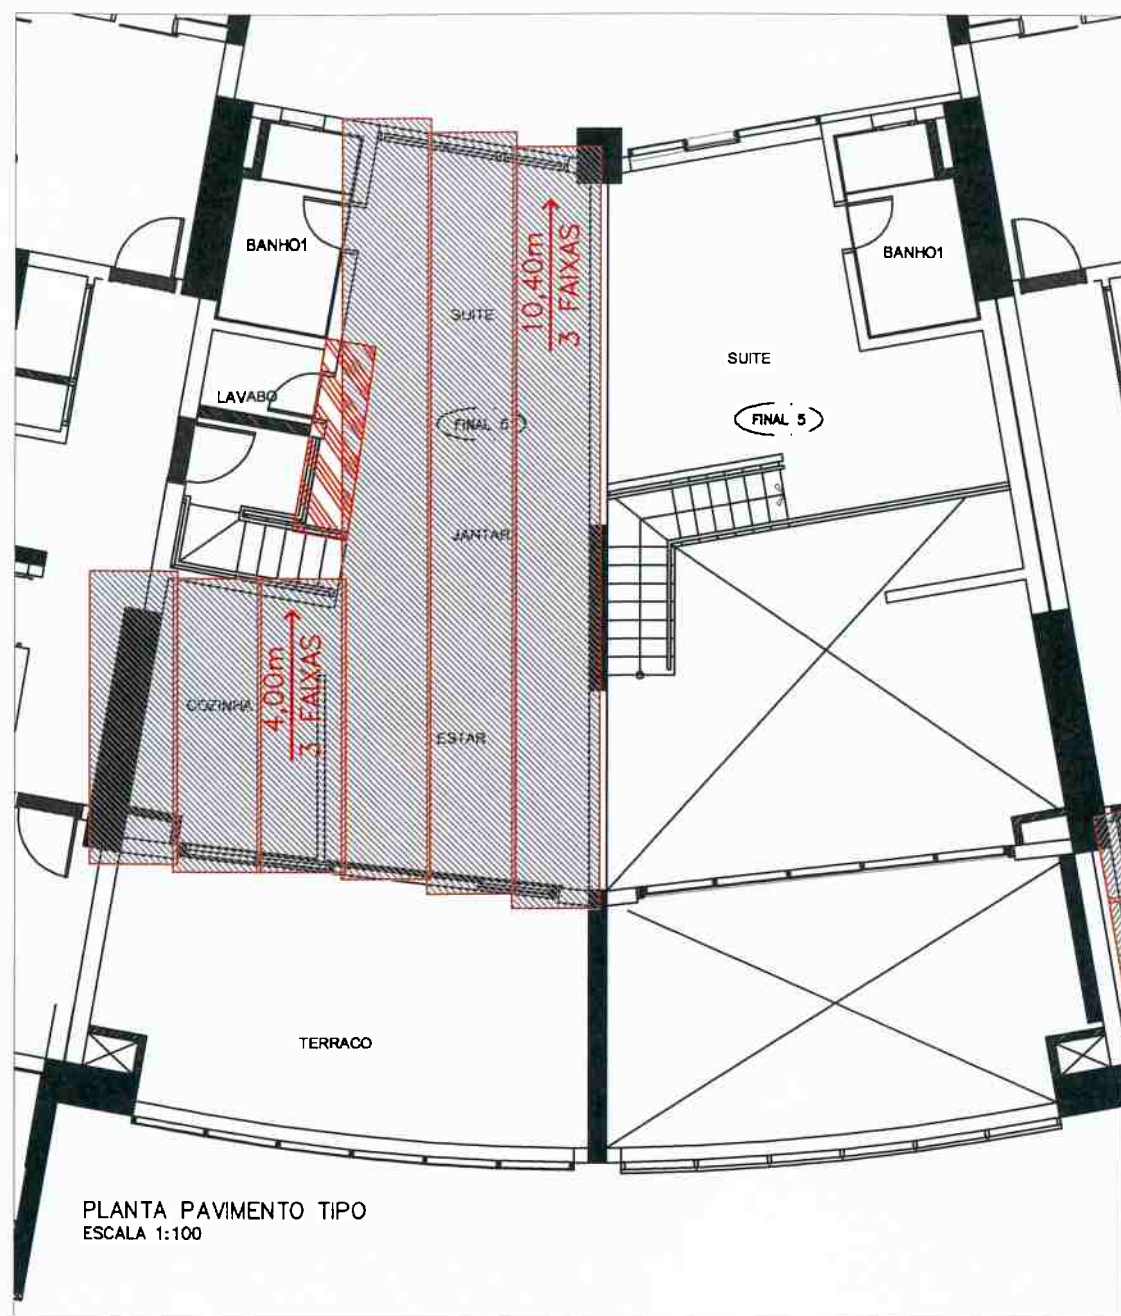 BANHO1
BANHO1
10,40m
3 FAIXAS
SUITE
SUITE
LAVABO
FINAL 5
FINAL 5
JANTAR
COZINHA
4,00m
3 FAIXAS
ESTAR
TERRACO
PLANTA PAVIMENTO TIPO
ESCALA 1:100